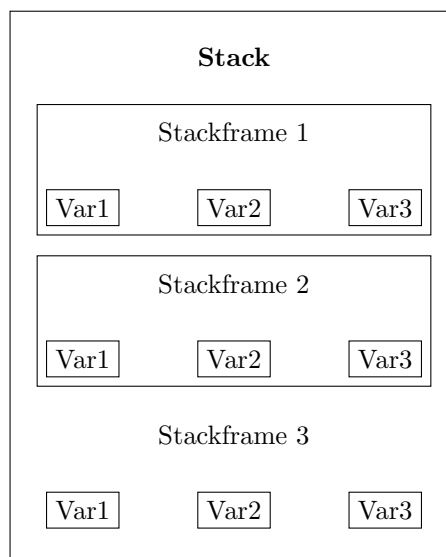 Stack
Stackframe 1
Var1 Var2 Var3
Stackframe 2
Var1 Var2 Var3
Stackframe 3
Var1 Var2 Var3